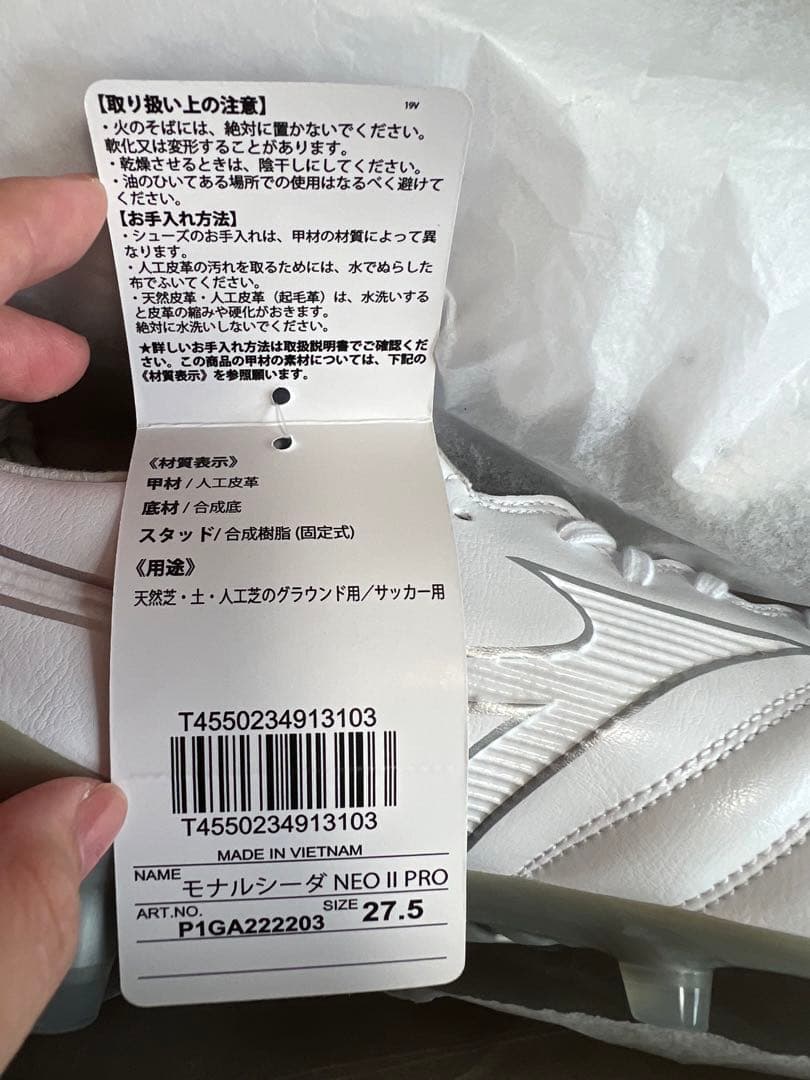 【取り扱い上の注意】
19V
・火のそばには、絶対に置かないでください。
軟化又は変形することがあります。
・乾燥させるときは、陰干しにしてください。
・油のひいてある場所での使用はなるべく避けて
ください。
【お手入れ方法】
・シューズのお手入れは、甲材の材質によって異
なります。
・人工皮革の汚れを取るためには、水でぬらした
布でふいてください。
・天然皮革・人工皮革（起毛革）は、水洗いする
と皮革の縮みや硬化がおきます。
絶対に水洗いしないでください。
★詳しいお手入れ方法は取扱説明書でご確認くだ
さい。この商品の甲材の素材については、下記の
《材質表示》を参照願います。
《材質表示》
甲材/人工皮革
底材/合成底
スタッド/合成樹脂(固定式)
《用途》
天然芝・土・人工芝のグラウンド用／サッカー用
T4550234913103
T4550234913103
MADE IN VIETNAM
NAME モナルシーダ NEO II PRO
ART.NO. P1GA222203 SIZE 27.5